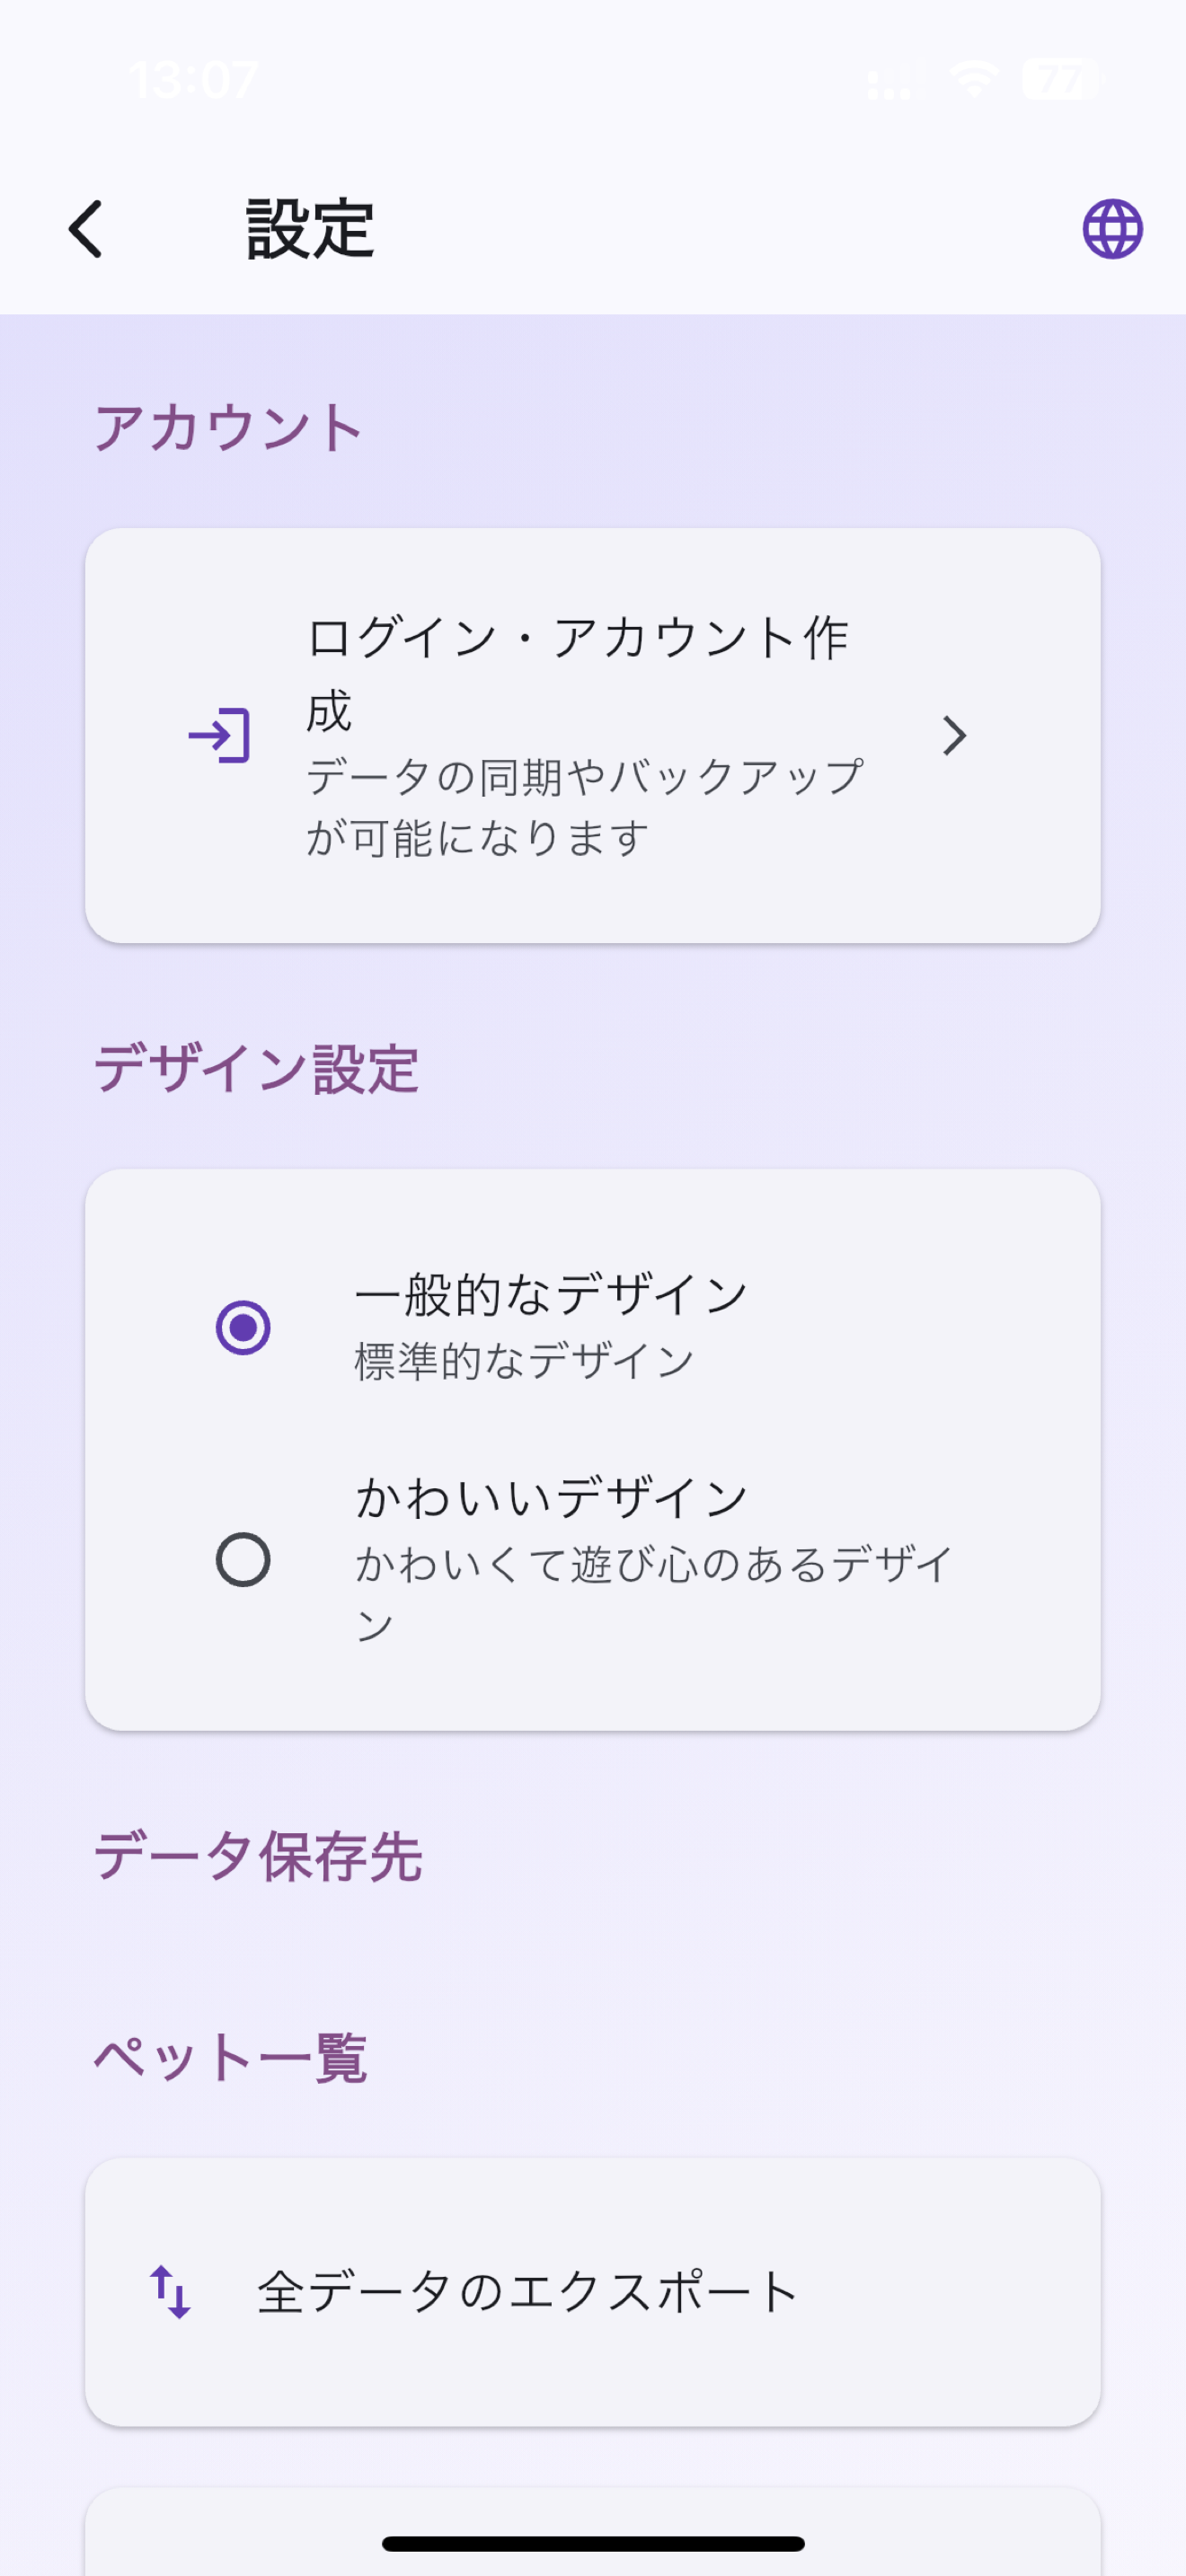 13:07
77
設定
アカウント
ログイン・アカウント作
成
データの同期やバックアップ
が可能になります
デザイン設定
一般的なデザイン
標準的なデザイン
かわいいデザイン
かわいくて遊び心のあるデザイ
ン
データ保存先
ペット一覧
全データのエクスポート